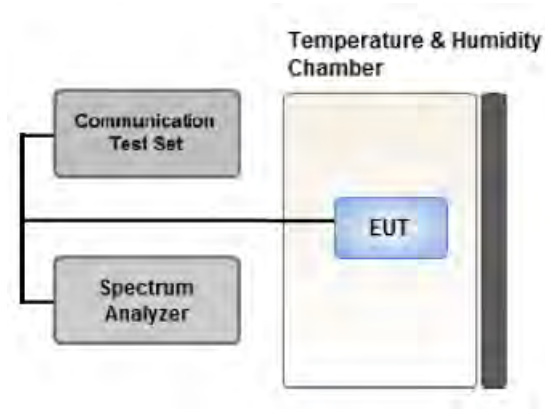 Temperature & Humidity
Chamber
Communication
Test Set
EUT
Spectrum
Analyzer